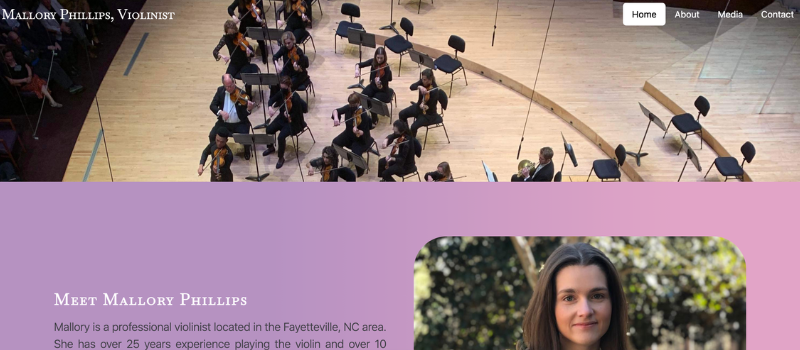 Mallory Phillips, Violinist
Home About Media Contact
Meet Mallory Phillips
Mallory is a professional violinist located in the Fayetteville, NC area.
She has over 25 years experience playing the violin and over 10